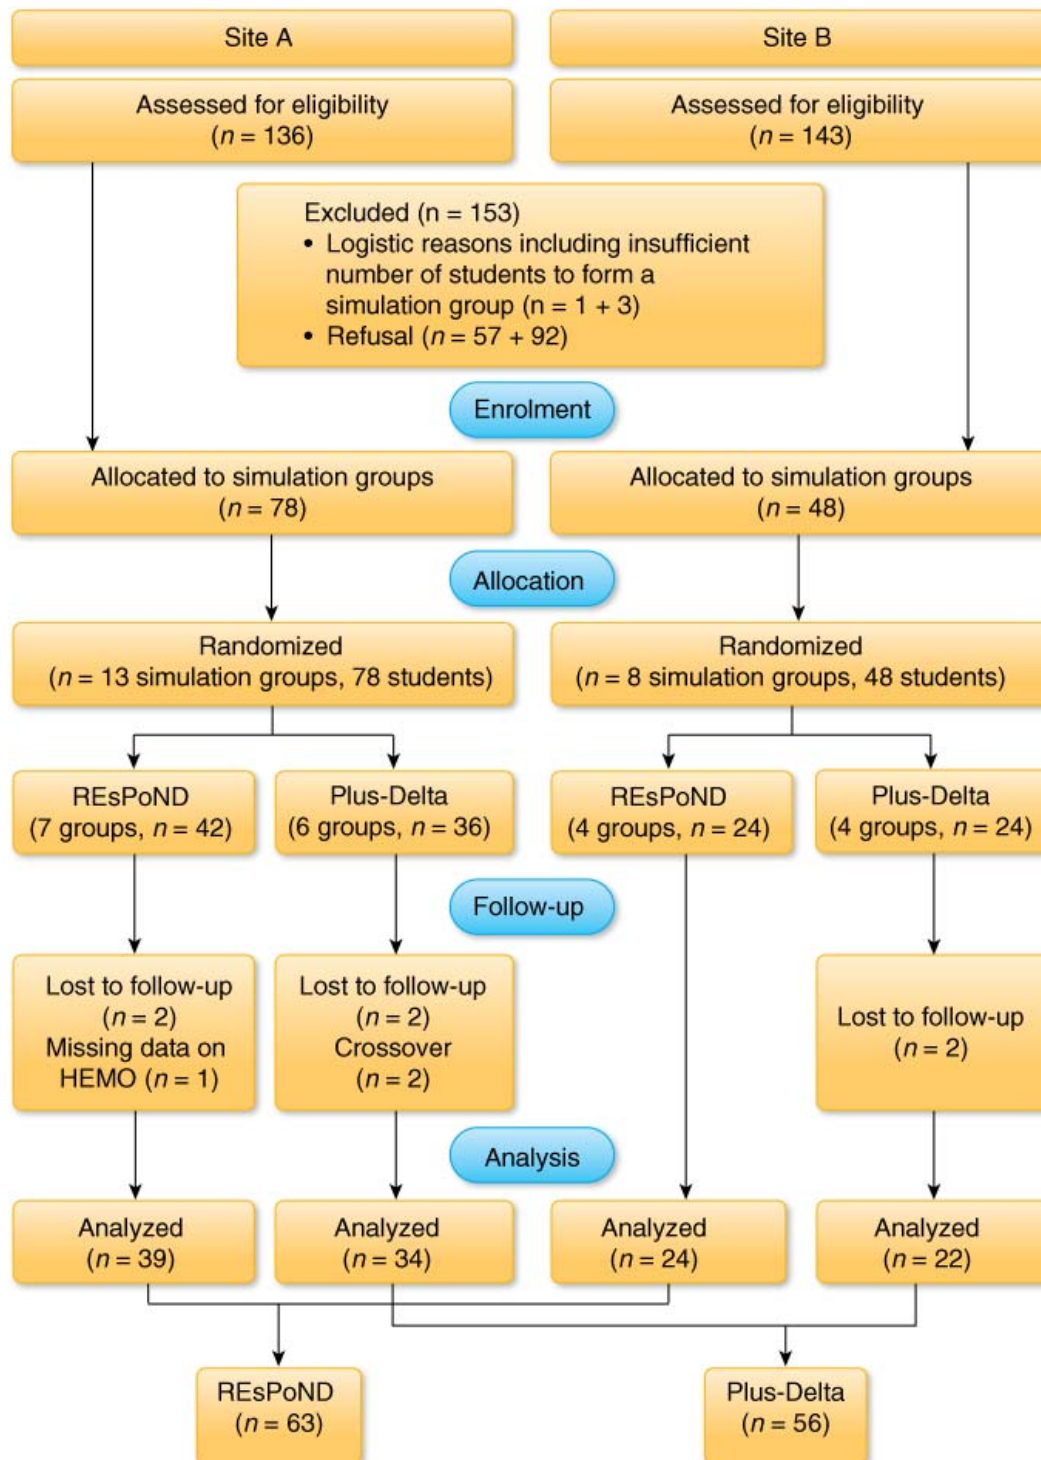 Site A
Site B
Assessed for eligibility
(n = 136)
Assessed for eligibility
(n = 143)
Excluded (n = 153)
• Logistic reasons including insufficient
number of students to form a
simulation group (n = 1 + 3)
• Refusal (n = 57 + 92)
Enrolment
Allocated to simulation groups
(n = 78)
Allocated to simulation groups
(n = 48)
Allocation
Randomized
(n = 13 simulation groups, 78 students)
Randomized
(n = 8 simulation groups, 48 students)
REsPoND
(7 groups, n = 42)
Plus-Delta
(6 groups, n = 36)
REsPoND
(4 groups, n = 24)
Plus-Delta
(4 groups, n = 24)
Follow-up
Lost to follow-up
(n = 2)
Missing data on
HEMO (n = 1)
Lost to follow-up
(n = 2)
Crossover
(n = 2)
Lost to follow-up
(n = 2)
Analysis
Analyzed
(n = 39)
Analyzed
(n = 34)
Analyzed
(n = 24)
Analyzed
(n = 22)
REsPoND
(n = 63)
Plus-Delta
(n = 56)